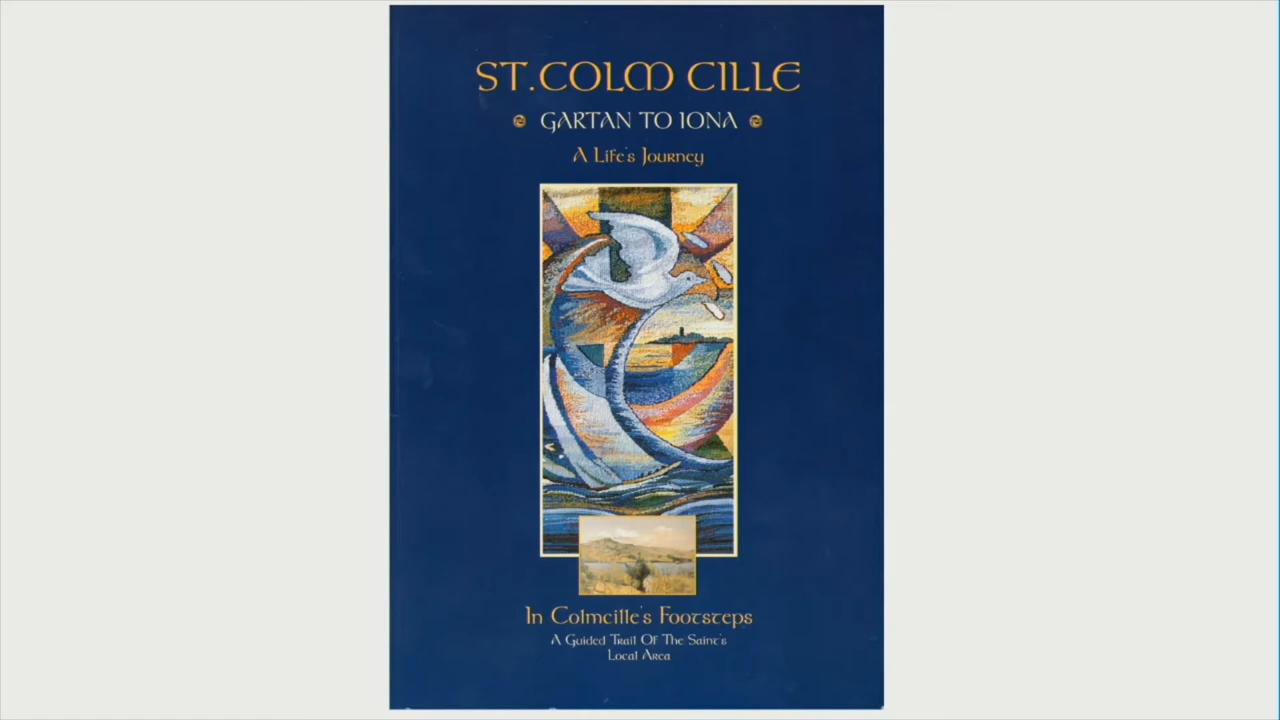 ST. COLM CILLE
GARTAN TO IONA
A Life's Journey
In Colmcille's Footsteps
A Guided Trail Of The Saint's
Local Area